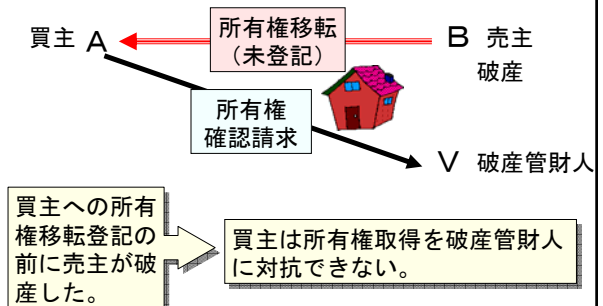 所有権移転
（未登記）
買主 A
B 売主
破産
所有権
確認請求
V 破産管財人
買主への所有
権移転登記の
前に売主が破
産した。
買主は所有権取得を破産管財人
に対抗できない。